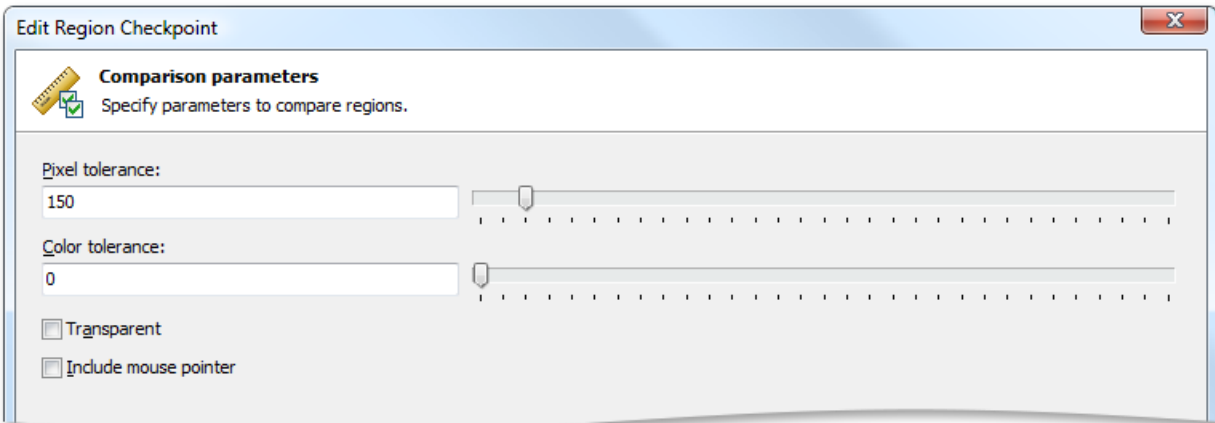 Edit Region Checkpoint
Comparison parameters
Specify parameters to compare regions.
Pixel tolerance:
150
Color tolerance:
0
Transparent
Include mouse pointer